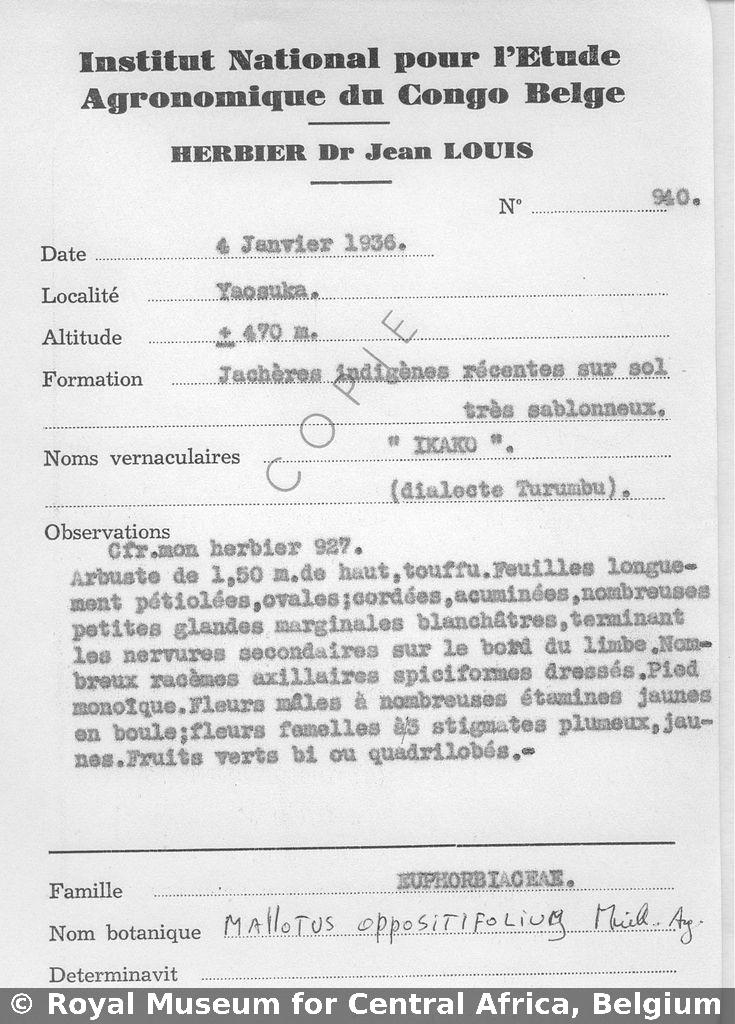 Institut National pour l'Etude
Agronomique du Congo Belge
HERBIER Dr Jean LOUIS
N° 940.
Date 4 Janvier 1936.
Localité Yaosuka.
Altitude ± 470 m.
Formation Jachères indigènes récentes sur sol
très sablonneux.
Noms vernaculaires " IKAKO ".
(dialecte Turumbu).
COPIE
Observations
Cfr.mon herbier 927.
Arbuste de 1,50 m.de haut,touffu.Feuilles longue-
ment pétiolées,ovales;cordées,acuminées,nombreuses
petites glandes marginales blanchâtres,terminant
les nervures secondaires sur le bord du limbe.Nom-
breux racèmes axillaires spiciformes dressés.Pied
monoïque.Fleurs mâles à nombreuses étamines jaunes
en boule;fleurs femelles à 3 stigmates plumeux,jau-
nes.Fruits verts bi ou quadrilobés.-
Famille EUPHORBIACEAE.
Nom botanique Mallotus oppositifolium Müell. Arg.
Determinavit
© Royal Museum for Central Africa, Belgium